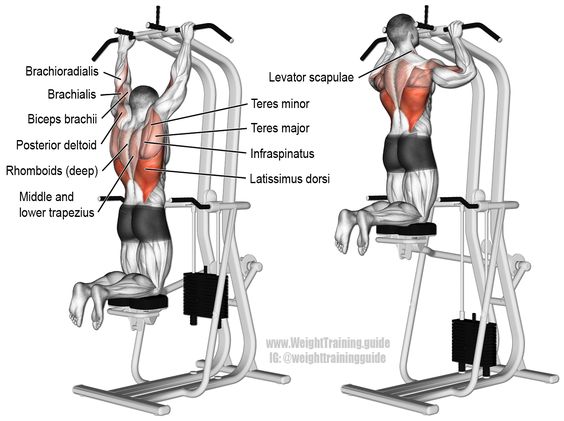 Brachioradialis
Brachialis
Biceps brachii
Posterior deltoid
Rhomboids (deep)
Middle and
lower trapezius
Teres minor
Teres major
Infraspinatus
Latissimus dorsi
Levator scapulae
www.WeightTraining.guide
IG: @weighttrainingguide